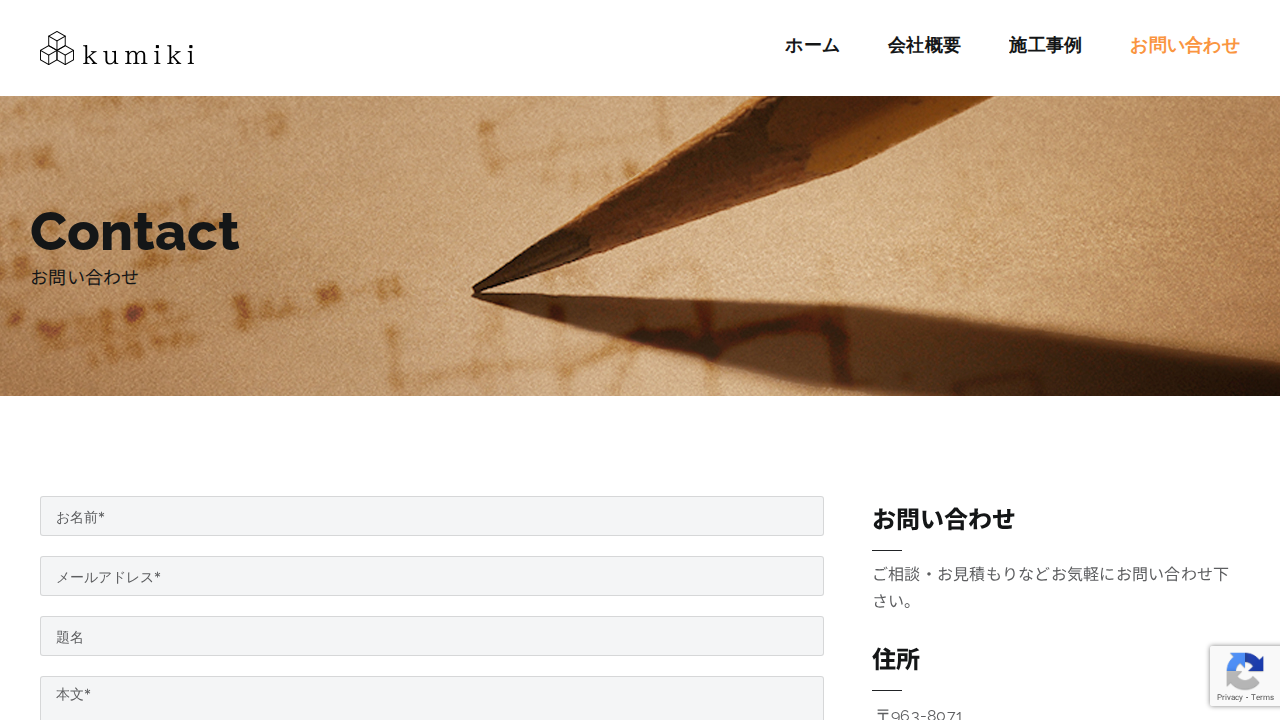 kumiki
ホーム
会社概要
施工事例
お問い合わせ
Contact
お問い合わせ
お名前*
メールアドレス*
題名
本文*
お問い合わせ
ご相談・お見積もりなどお気軽にお問い合わせ下
さい。
住所
〒963-8071
Privacy - Terms